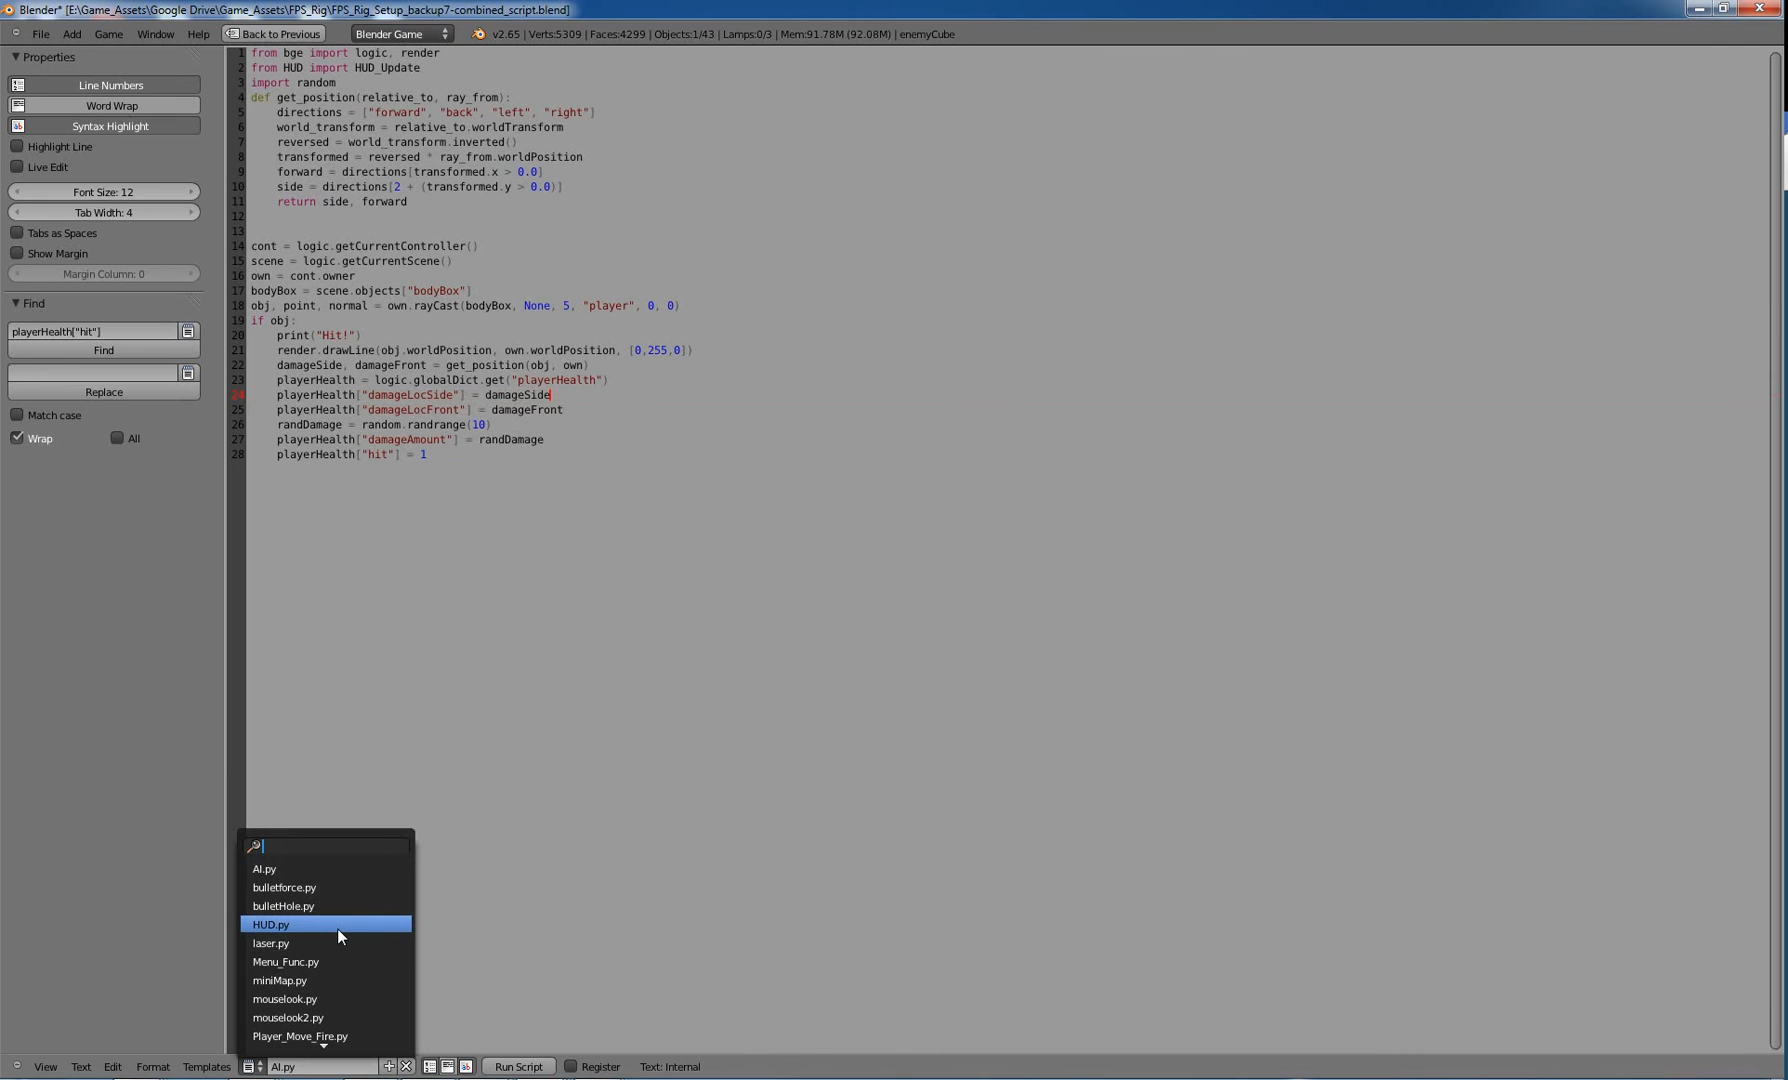 Blender* [E:\Game_Assets\Google Drive\Game_Assets\FPS_Rig\FPS_Rig_Setup_backup7-combined_script.blend]
File Add Game Window Help Back to Previous Blender Game v2.65 | Verts:5309 | Faces:4299 | Objects:1/43 | Lamps:0/3 | Mem:91.78M (92.08M) | enemyCube
Properties
Line Numbers
Word Wrap
Syntax Highlight
Highlight Line
Live Edit
Font Size: 12
Tab Width: 4
Tabs as Spaces
Show Margin
Margin Column: 0
Find
playerHealth["hit"]
Find
Replace
Match case
Wrap All
1 from bge import logic, render
2 from HUD import HUD_Update
3 import random
4 def get_position(relative_to, ray_from):
5 directions = ["forward", "back", "left", "right"]
6 world_transform = relative_to.worldTransform
7 reversed = world_transform.inverted()
8 transformed = reversed * ray_from.worldPosition
9 forward = directions[transformed.x > 0.0]
10 side = directions[2 + (transformed.y > 0.0)]
11 return side, forward
12
13
14 cont = logic.getCurrentController()
15 scene = logic.getCurrentScene()
16 own = cont.owner
17 bodyBox = scene.objects["bodyBox"]
18 obj, point, normal = own.rayCast(bodyBox, None, 5, "player", 0, 0)
19 if obj:
20 print("Hit!")
21 render.drawLine(obj.worldPosition, own.worldPosition, [0,255,0])
22 damageSide, damageFront = get_position(obj, own)
23 playerHealth = logic.globalDict.get("playerHealth")
24 playerHealth["damageLocSide"] = damageSide
25 playerHealth["damageLocFront"] = damageFront
26 randDamage = random.randrange(10)
27 playerHealth["damageAmount"] = randDamage
28 playerHealth["hit"] = 1
AI.py
bulletforce.py
bulletHole.py
HUD.py
laser.py
Menu_Func.py
miniMap.py
mouselook.py
mouselook2.py
Player_Move_Fire.py
View Text Edit Format Templates AI.py Run Script Register Text: Internal